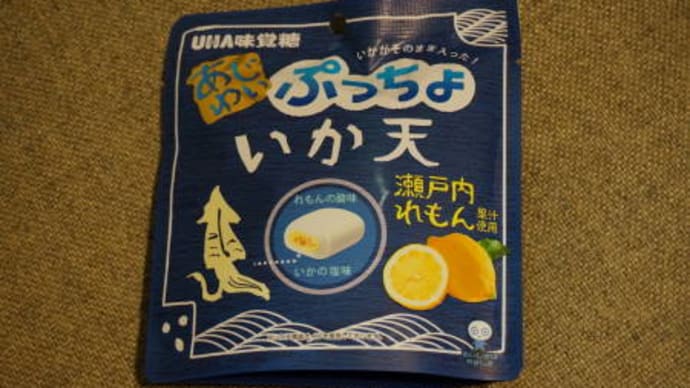 UHA味覚糖
いかがそのまま入った！
あじわい
ぷっちょ
いか天
瀬戸内
れもん
果汁
使用
れもんの酸味
いかの塩味